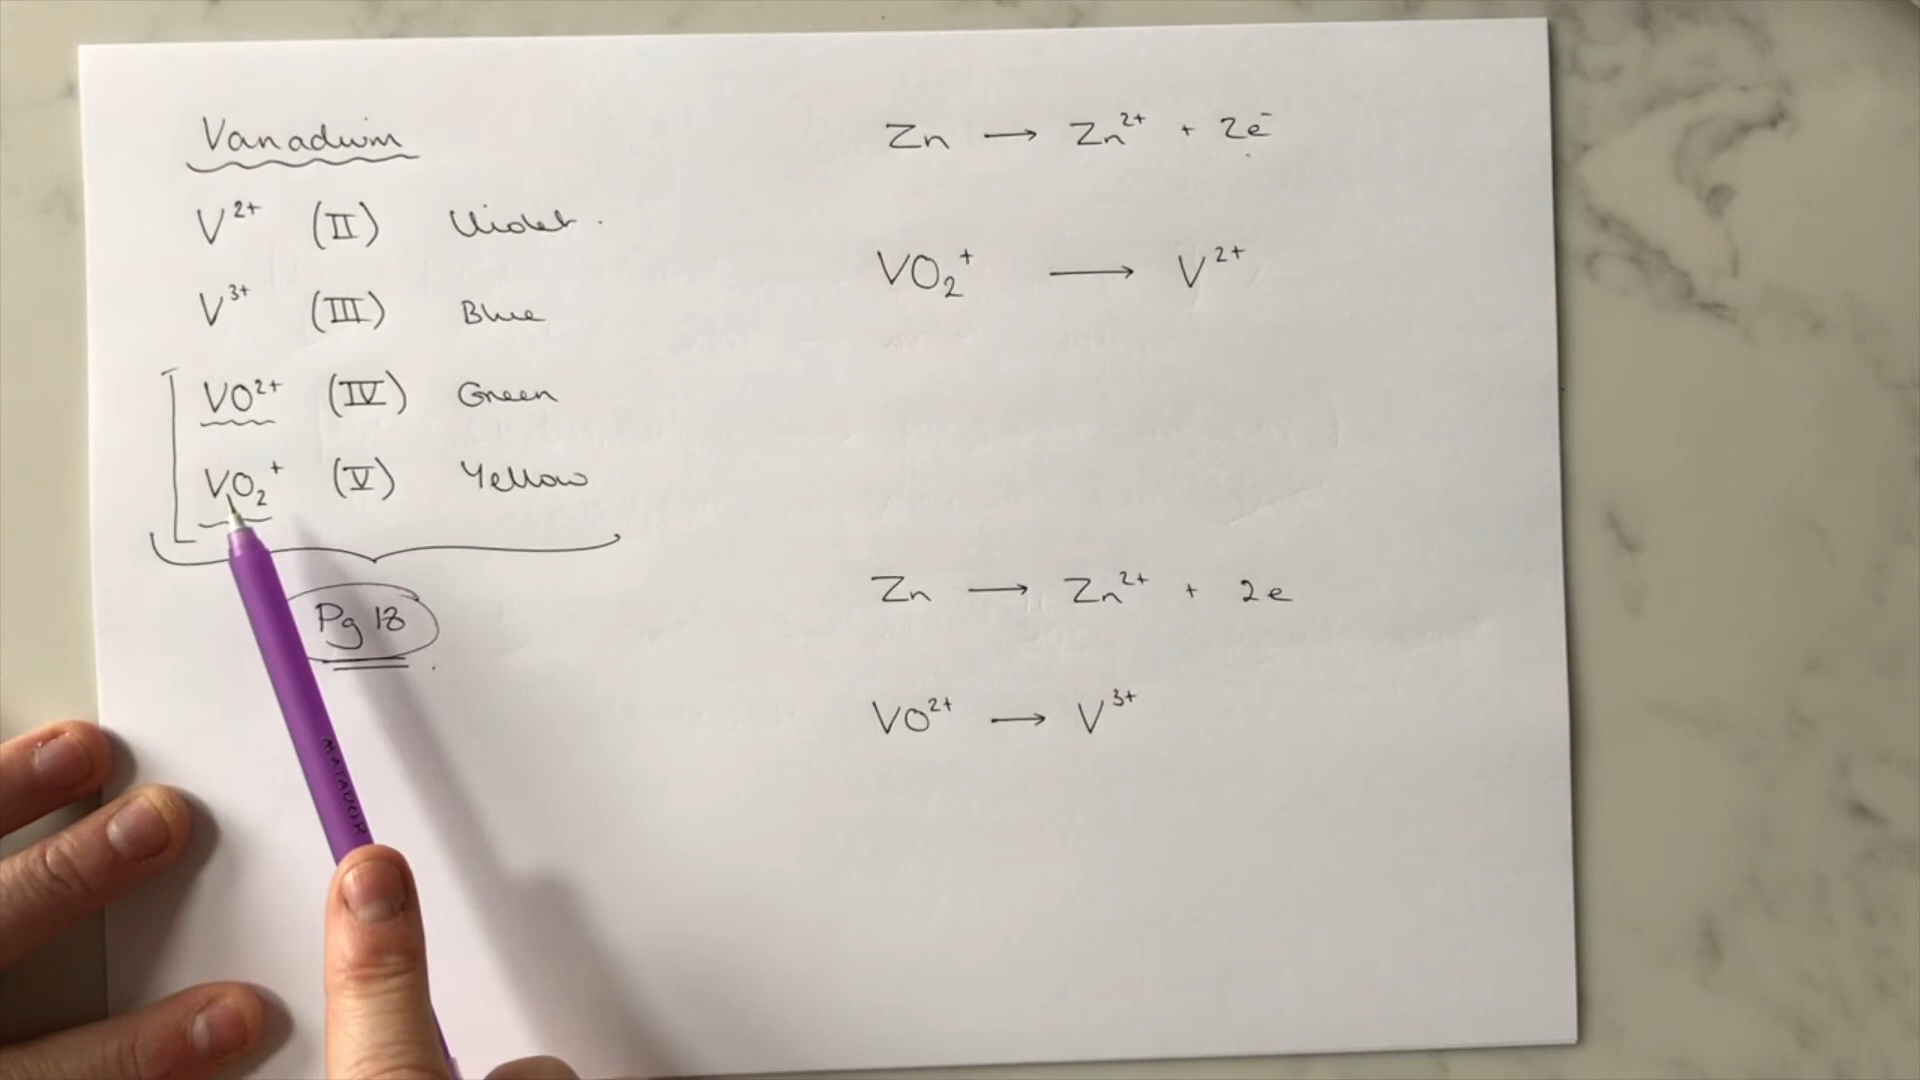 Vanadium
V²⁺ (II) Violet.
V³⁺ (III) Blue
VO²⁺ (IV) Green
VO₂⁺ (V) Yellow
Pg 18
Zn → Zn²⁺ + 2e⁻
VO₂⁺ → V²⁺
Zn → Zn²⁺ + 2e
VO²⁺ → V³⁺
MATADOR